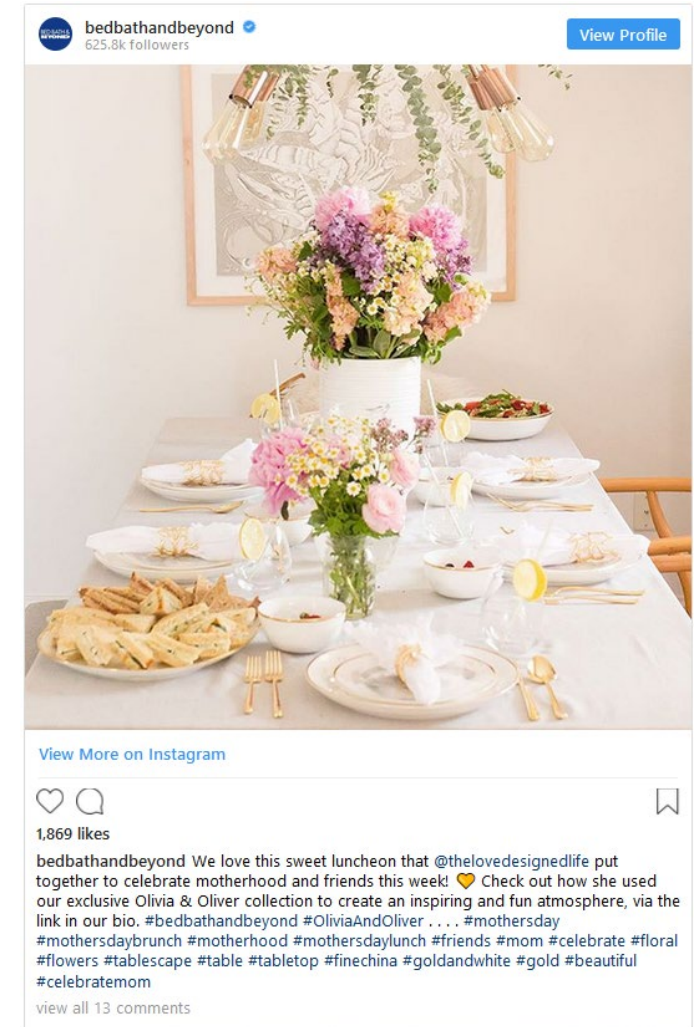 BED BATH &
BEYOND
bedbathandbeyond
625.8k followers
View Profile
View More on Instagram
1,869 likes
bedbathandbeyond We love this sweet luncheon that @thelovedesignedlife put
together to celebrate motherhood and friends this week! 💛 Check out how she used
our exclusive Olivia & Oliver collection to create an inspiring and fun atmosphere, via the
link in our bio. #bedbathandbeyond #OliviaAndOliver . . . . #mothersday
#mothersdaybrunch #motherhood #mothersdaylunch #friends #mom #celebrate #floral
#flowers #tablescape #table #tabletop #finechina #goldandwhite #gold #beautiful
#celebratemom
view all 13 comments